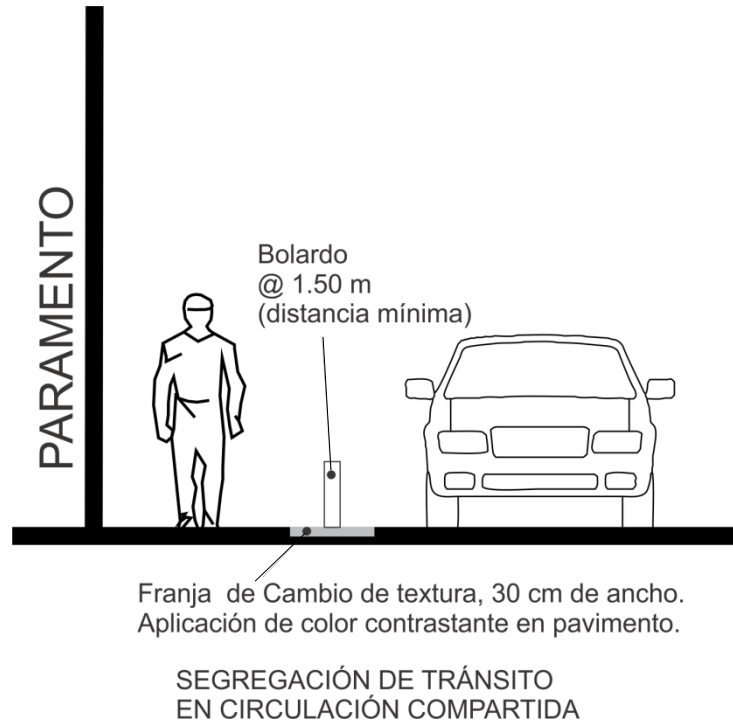 PARAMENTO
Bolardo
@ 1.50 m
(distancia mínima)
Franja de Cambio de textura, 30 cm de ancho.
Aplicación de color contrastante en pavimento.
SEGREGACIÓN DE TRÁNSITO
EN CIRCULACIÓN COMPARTIDA